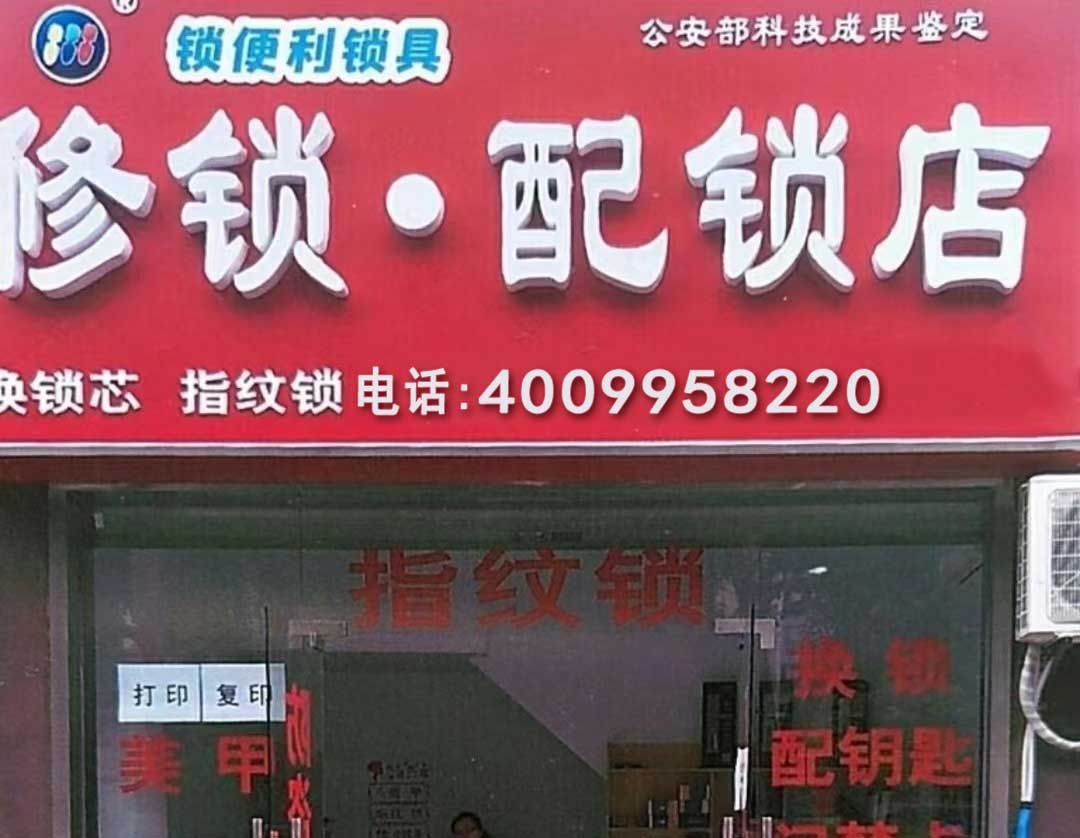 ®
锁便利锁具
公安部科技成果鉴定
修锁·配锁店
换锁芯 指纹锁 电话:4009958220
指纹锁
换锁
打印 复印
美甲
防盗
配钥匙